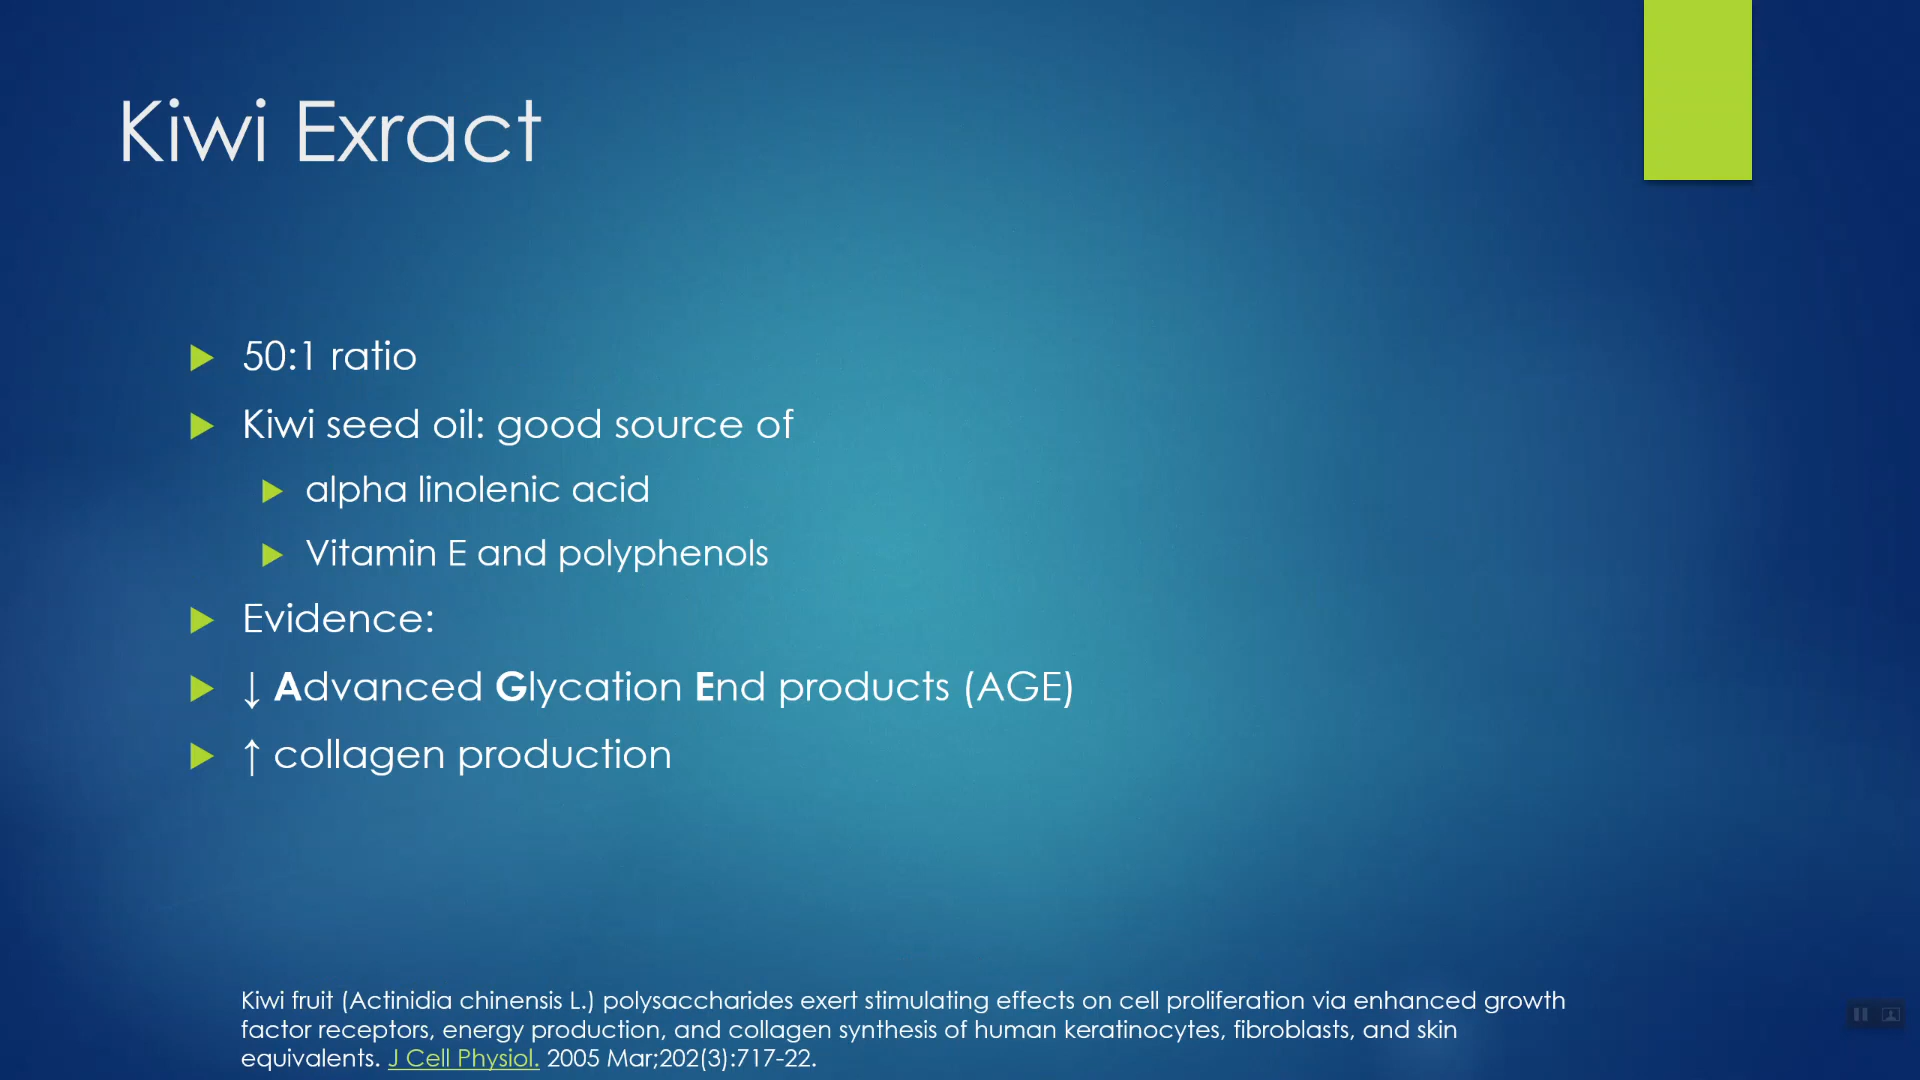 Kiwi Exract
50:1 ratio
Kiwi seed oil: good source of
alpha linolenic acid
Vitamin E and polyphenols
Evidence:
↓ Advanced Glycation End products (AGE)
↑ collagen production
Kiwi fruit (Actinidia chinensis L.) polysaccharides exert stimulating effects on cell proliferation via enhanced growth
factor receptors, energy production, and collagen synthesis of human keratinocytes, fibroblasts, and skin
equivalents. J Cell Physiol. 2005 Mar;202(3):717-22.